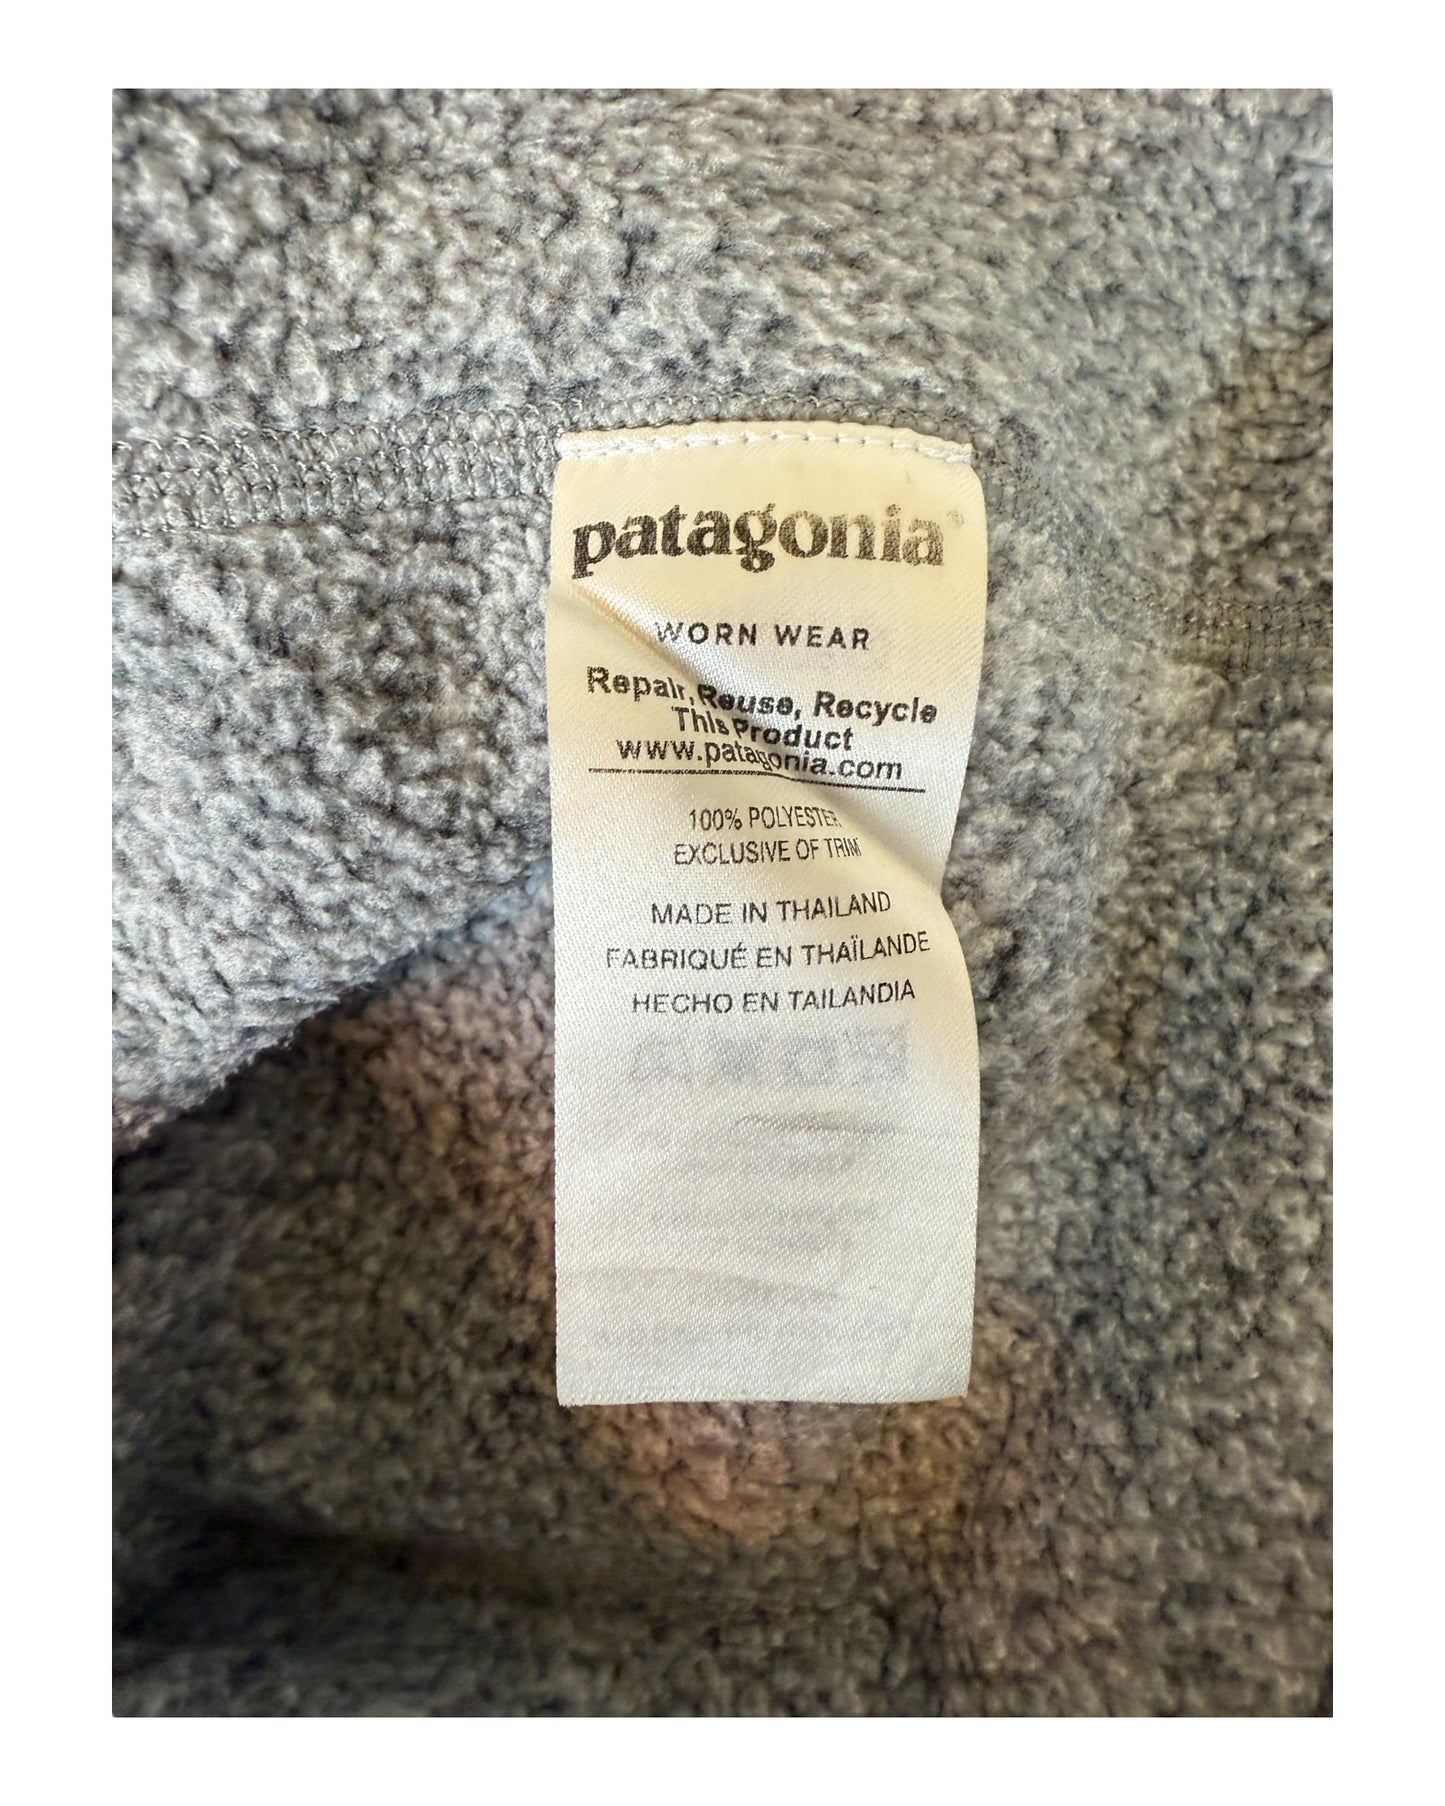 patagonia®
WORN WEAR
Repair, Reuse, Recycle
This Product
www.patagonia.com
100% POLYESTER
EXCLUSIVE OF TRIM
MADE IN THAILAND
FABRIQUÉ EN THAÏLANDE
HECHO EN TAILANDIA